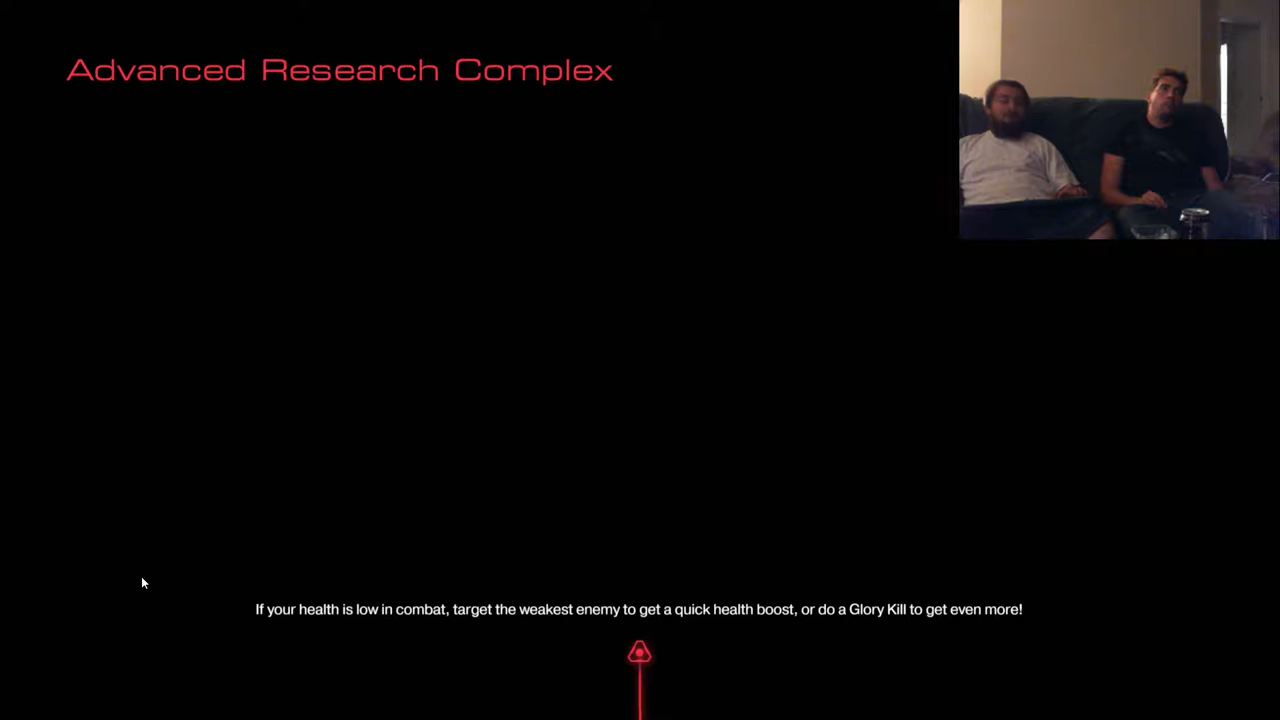 Advanced Research Complex
If your health is low in combat, target the weakest enemy to get a quick health boost, or do a Glory Kill to get even more!